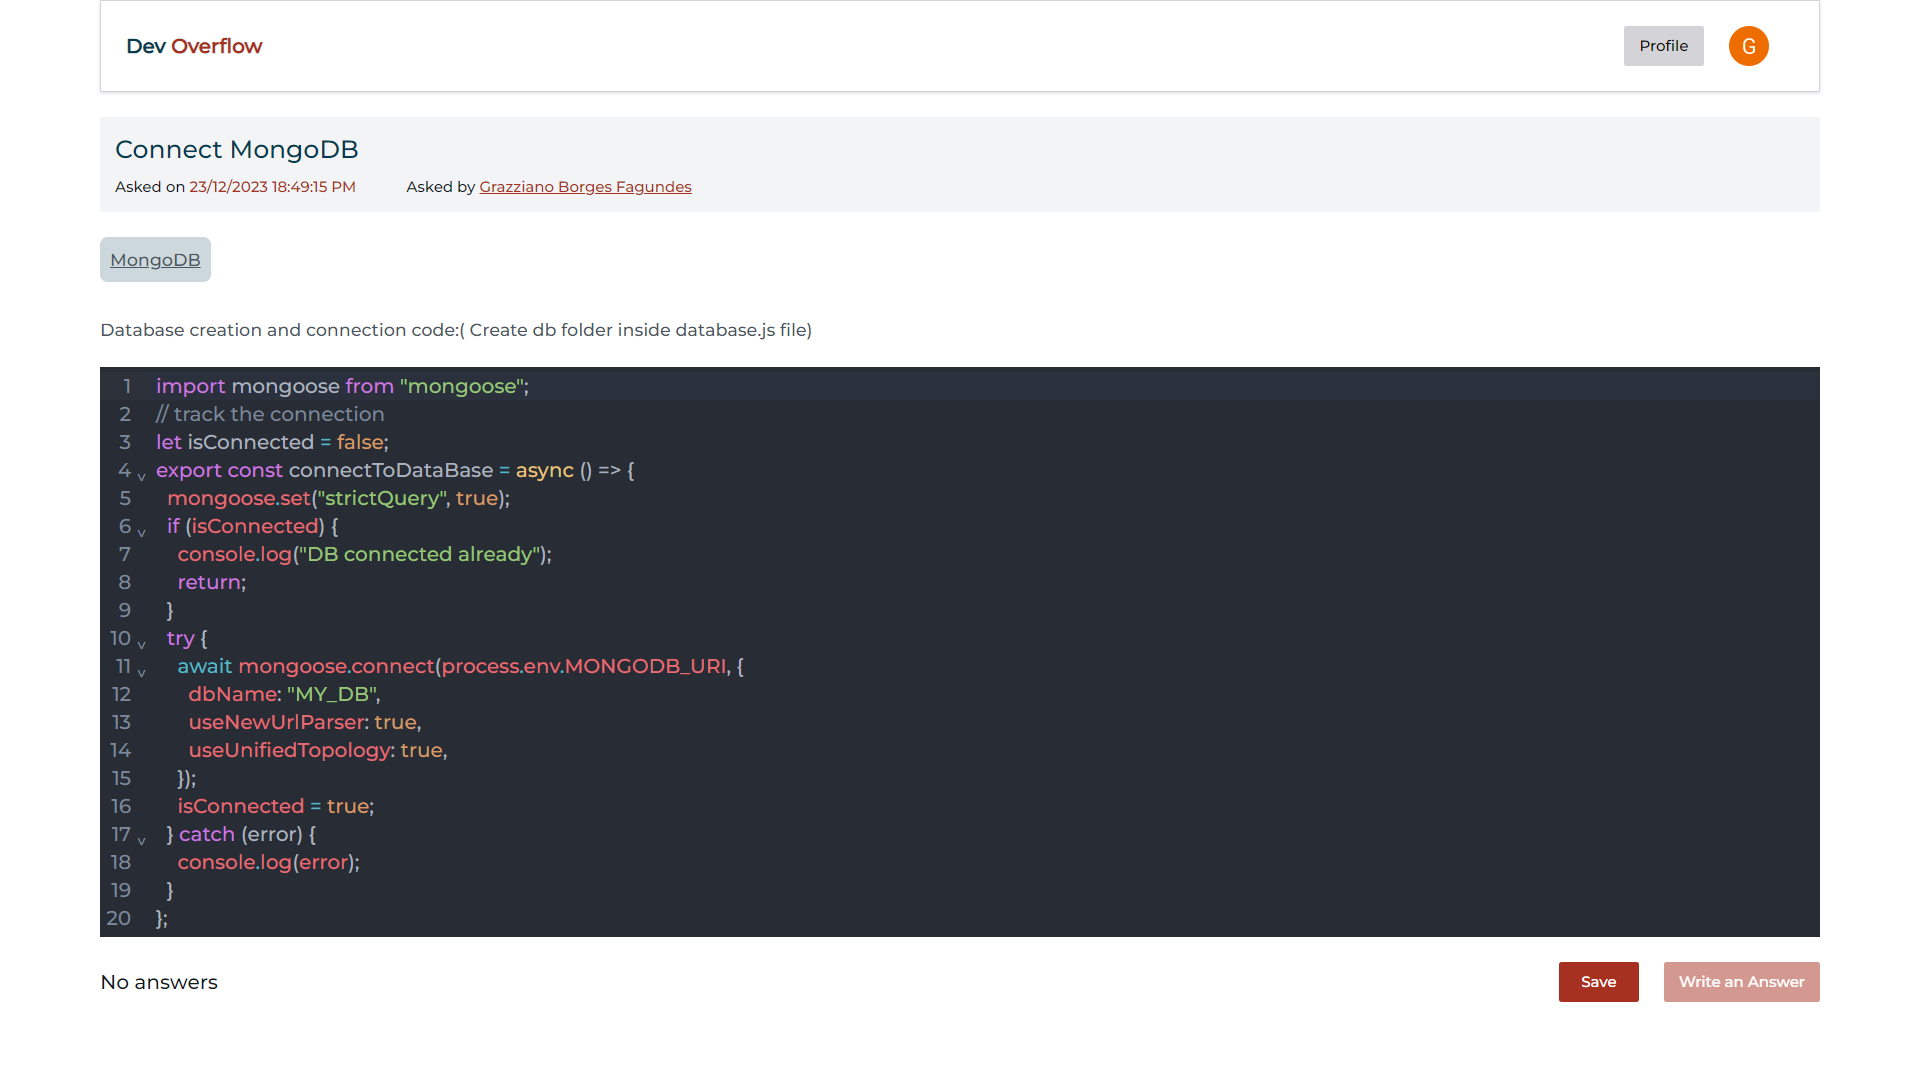 Dev Overflow
Profile
G
Connect MongoDB
Asked on 23/12/2023 18:49:15 PM Asked by Grazziano Borges Fagundes
MongoDB
Database creation and connection code:( Create db folder inside database.js file)
1 import mongoose from "mongoose";
2 // track the connection
3 let isConnected = false;
4 export const connectToDataBase = async () => {
5 mongoose.set("strictQuery", true);
6 if (isConnected) {
7 console.log("DB connected already");
8 return;
9 }
10 try {
11 await mongoose.connect(process.env.MONGODB_URI, {
12 dbName: "MY_DB",
13 useNewUrlParser: true,
14 useUnifiedTopology: true,
15 });
16 isConnected = true;
17 } catch (error) {
18 console.log(error);
19 }
20 };
No answers
Save
Write an Answer